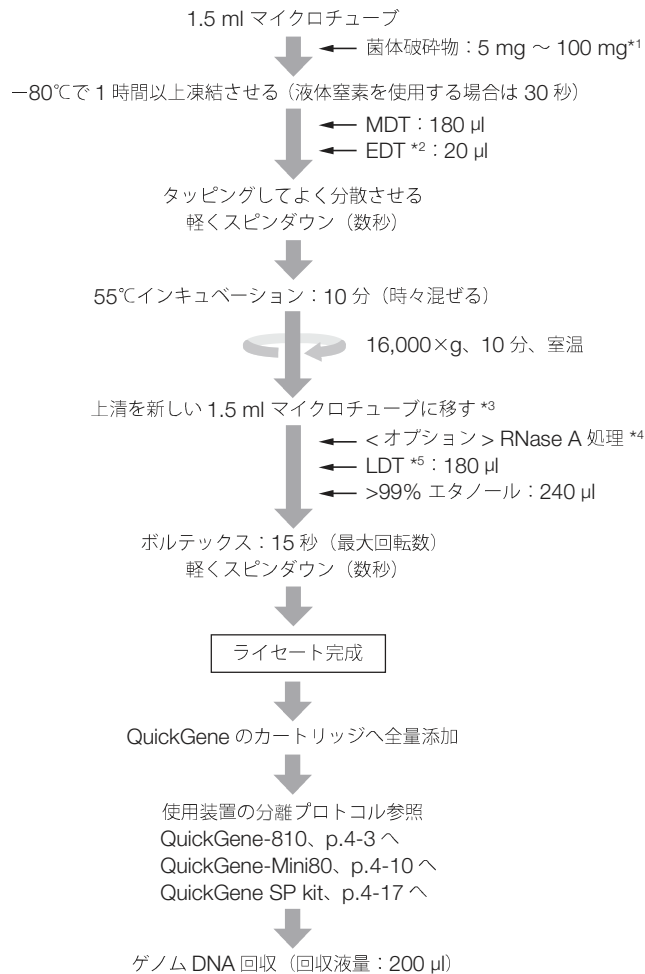 1.5 ml マイクロチューブ
菌体破砕物：5 mg ～ 100 mg*1
－80℃で 1 時間以上凍結させる（液体窒素を使用する場合は 30 秒）
MDT：180 µl
EDT *2：20 µl
タッピングしてよく分散させる
軽くスピンダウン（数秒）
55℃インキュベーション：10 分（時々混ぜる）
16,000×g、10 分、室温
上清を新しい 1.5 ml マイクロチューブに移す *3
< オプション > RNase A 処理 *4
LDT *5：180 µl
>99% エタノール：240 µl
ボルテックス：15 秒（最大回転数）
軽くスピンダウン（数秒）
ライセート完成
QuickGene のカートリッジへ全量添加
使用装置の分離プロトコル参照
QuickGene-810、p.4-3 へ
QuickGene-Mini80、p.4-10 へ
QuickGene SP kit、p.4-17 へ
ゲノム DNA 回収（回収液量：200 µl）